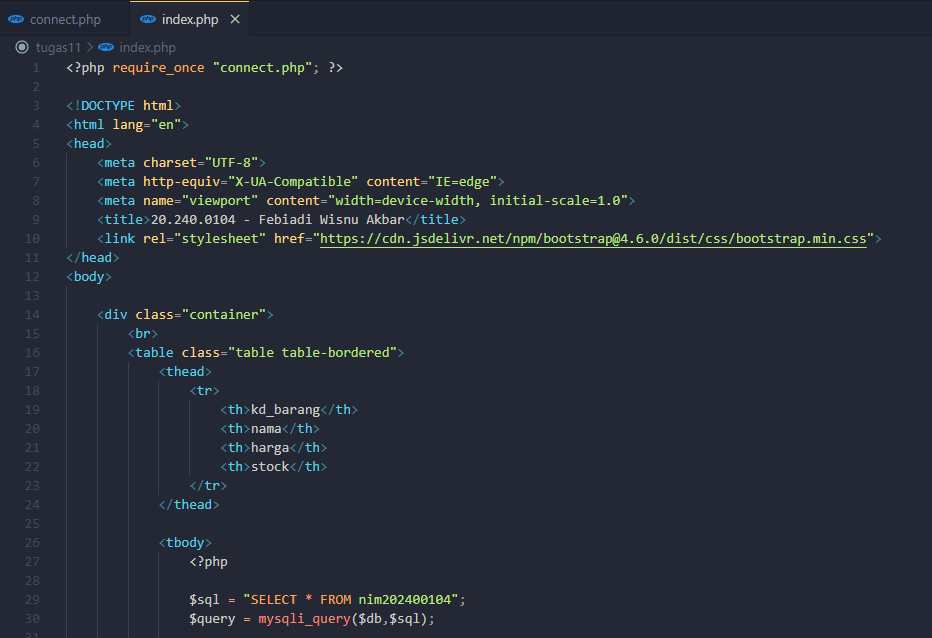 connect.php index.php ×
tugas11 > index.php
1 <?php require_once "connect.php"; ?>
2
3 <!DOCTYPE html>
4 <html lang="en">
5 <head>
6 <meta charset="UTF-8">
7 <meta http-equiv="X-UA-Compatible" content="IE=edge">
8 <meta name="viewport" content="width=device-width, initial-scale=1.0">
9 <title>20.240.0104 - Febiadi Wisnu Akbar</title>
10 <link rel="stylesheet" href="https://cdn.jsdelivr.net/npm/bootstrap@4.6.0/dist/css/bootstrap.min.css">
11 </head>
12 <body>
13
14 <div class="container">
15 <br>
16 <table class="table table-bordered">
17 <thead>
18 <tr>
19 <th>kd_barang</th>
20 <th>nama</th>
21 <th>harga</th>
22 <th>stock</th>
23 </tr>
24 </thead>
25
26 <tbody>
27 <?php
28
29 $sql = "SELECT * FROM nim202400104";
30 $query = mysqli_query($db,$sql);
31